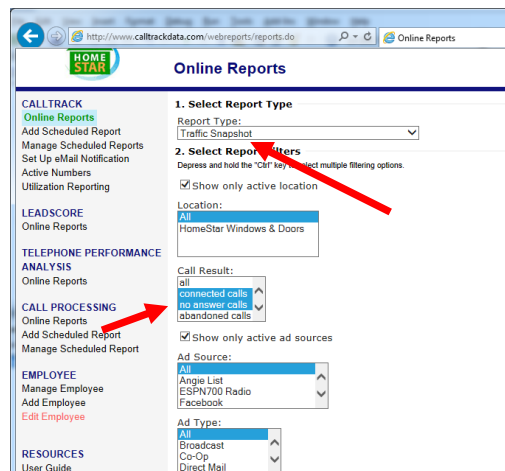 http://www.calltrackdata.com/webreports/reports.do
Online Reports
HOME
STAR
Online Reports
CALLTRACK
Online Reports
Add Scheduled Report
Manage Scheduled Reports
Set Up eMail Notification
Active Numbers
Utilization Reporting
LEADSCORE
Online Reports
TELEPHONE PERFORMANCE
ANALYSIS
Online Reports
CALL PROCESSING
Online Reports
Add Scheduled Report
Manage Scheduled Report
EMPLOYEE
Manage Employee
Add Employee
Edit Employee
RESOURCES
User Guide
1. Select Report Type
Report Type:
Traffic Snapshot
2. Select Report Filters
Depress and hold the "Ctrl" key to select multiple filtering options.
Show only active location
Location:
All
HomeStar Windows & Doors
Call Result:
all
connected calls
no answer calls
abandoned calls
Show only active ad sources
Ad Source:
All
Angie List
ESPN700 Radio
Facebook
Ad Type:
All
Broadcast
Co-Op
Direct Mail